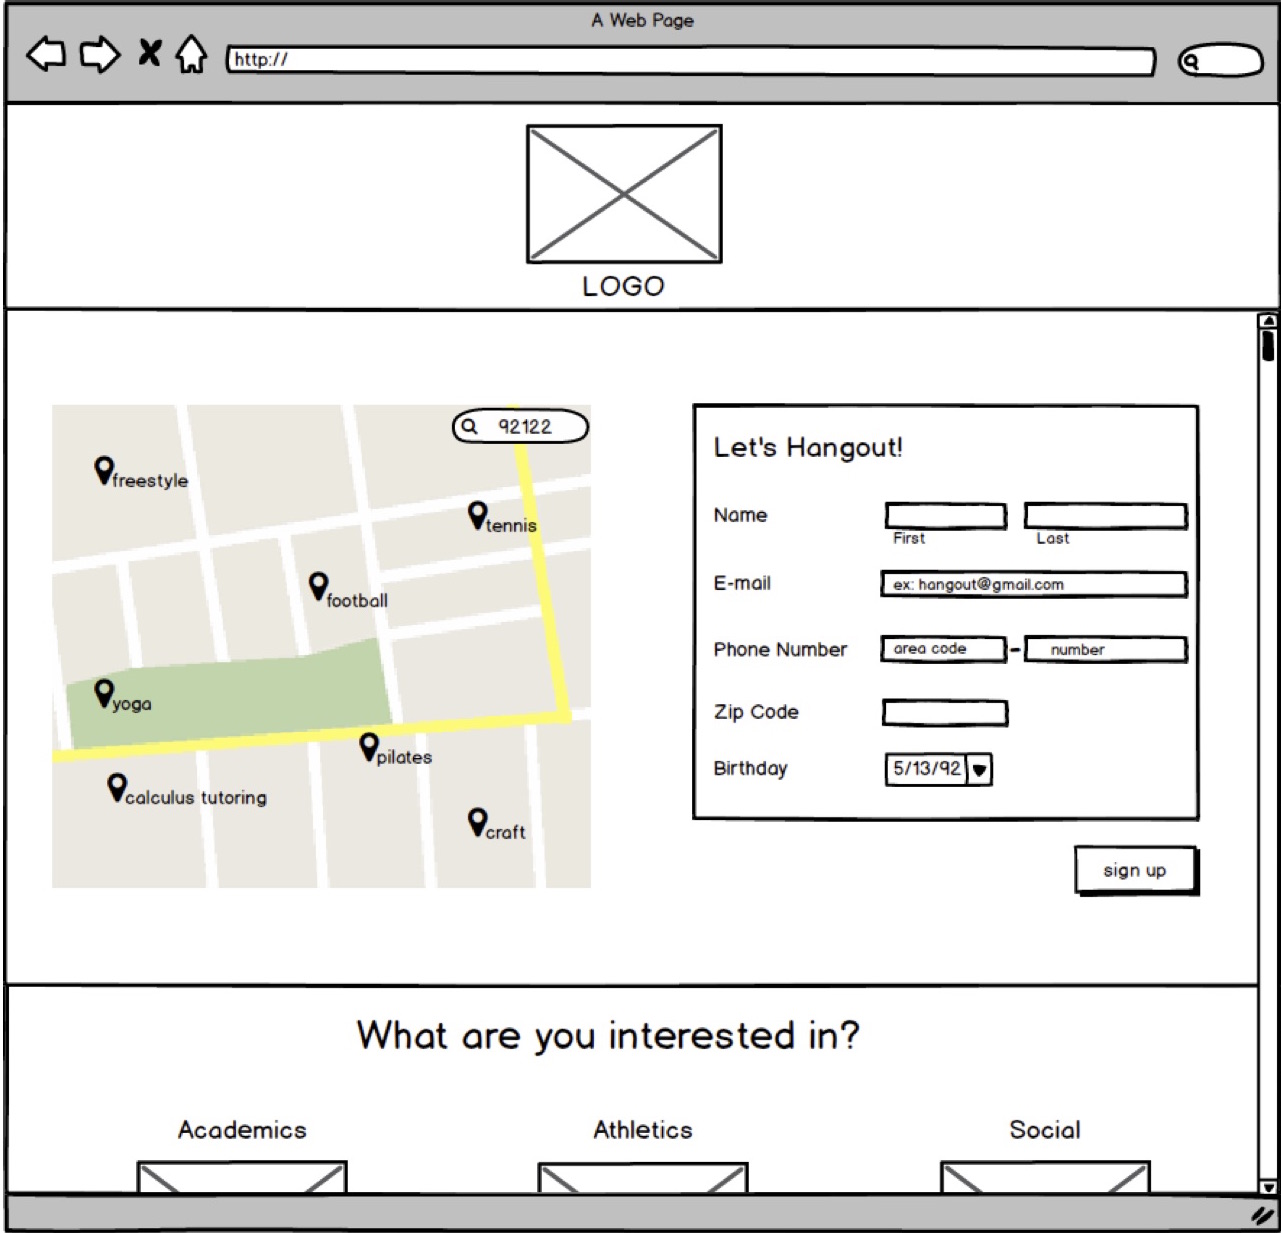 A Web Page
http://
LOGO
92122
freestyle
tennis
football
yoga
pilates
calculus tutoring
craft
Let's Hangout!
Name
First Last
E-mail ex: hangout@gmail.com
Phone Number area code - number
Zip Code
Birthday 5/13/92
sign up
What are you interested in?
Academics Athletics Social